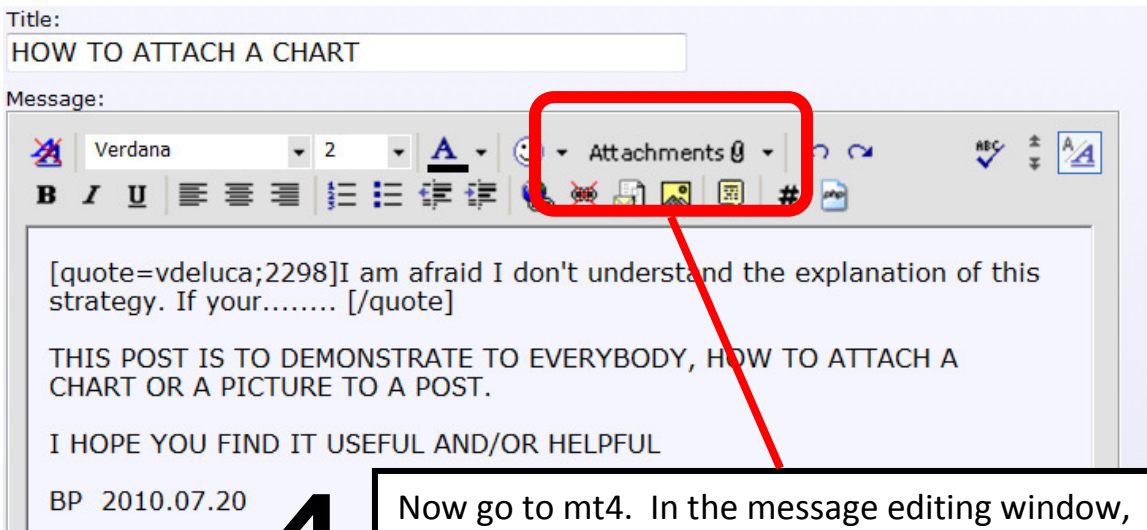 Title:
HOW TO ATTACH A CHART
Message:
Verdana 2 A Attachments ABC A/A
B I U # php
[quote=vdeluca;2298]I am afraid I don't understand the explanation of this
strategy. If your........ [/quote]
THIS POST IS TO DEMONSTRATE TO EVERYBODY, HOW TO ATTACH A
CHART OR A PICTURE TO A POST.
I HOPE YOU FIND IT USEFUL AND/OR HELPFUL
BP 2010.07.20
Now go to mt4. In the message editing window,